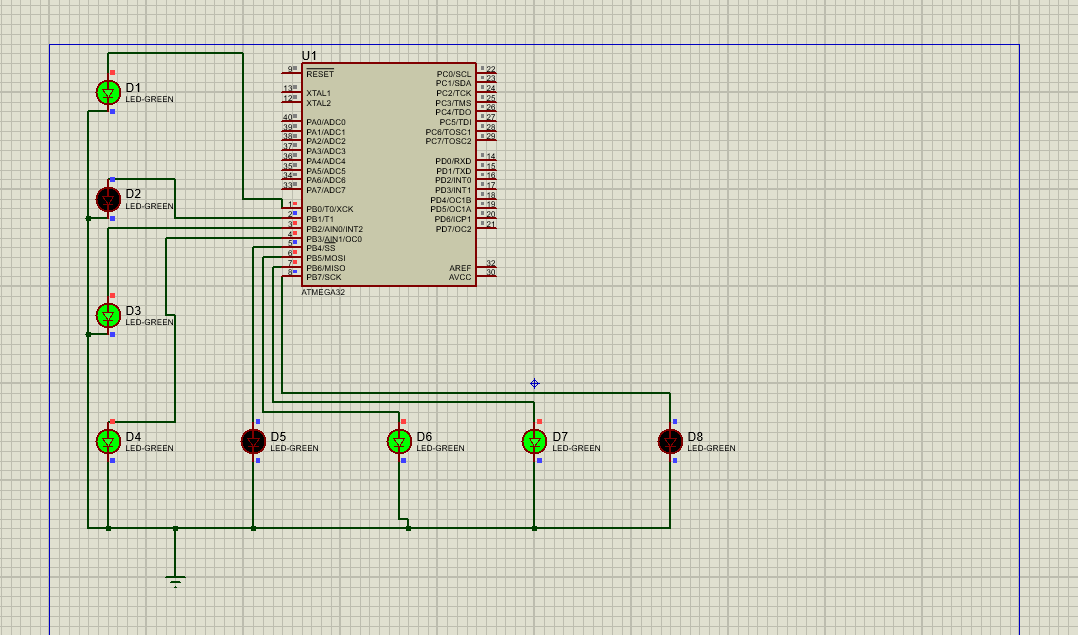 U1
9 RESET
13 XTAL1
12 XTAL2
40 PA0/ADC0
39 PA1/ADC1
38 PA2/ADC2
37 PA3/ADC3
36 PA4/ADC4
35 PA5/ADC5
34 PA6/ADC6
33 PA7/ADC7
1 PB0/T0/XCK
2 PB1/T1
3 PB2/AIN0/INT2
4 PB3/AIN1/OC0
5 PB4/SS
6 PB5/MOSI
7 PB6/MISO
8 PB7/SCK
PC0/SCL 22
PC1/SDA 23
PC2/TCK 24
PC3/TMS 25
PC4/TDO 26
PC5/TDI 27
PC6/TOSC1 28
PC7/TOSC2 29
PD0/RXD 14
PD1/TXD 15
PD2/INT0 16
PD3/INT1 17
PD4/OC1B 18
PD5/OC1A 19
PD6/ICP1 20
PD7/OC2 21
AREF 32
AVCC 30
ATMEGA32
D1
LED-GREEN
D2
LED-GREEN
D3
LED-GREEN
D4
LED-GREEN
D5
LED-GREEN
D6
LED-GREEN
D7
LED-GREEN
D8
LED-GREEN